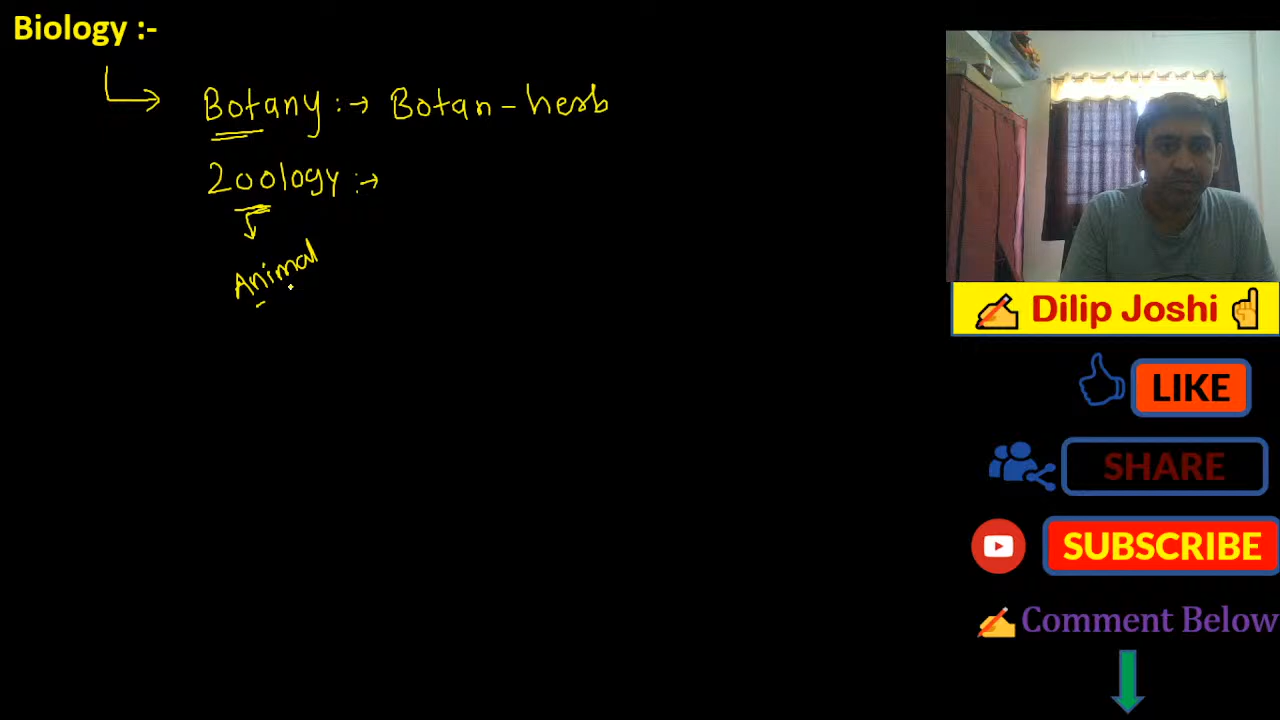 Biology :-
Botany :→ Botan - herb
Zoology :→
Animal
Dilip Joshi
LIKE
SHARE
SUBSCRIBE
Comment Below